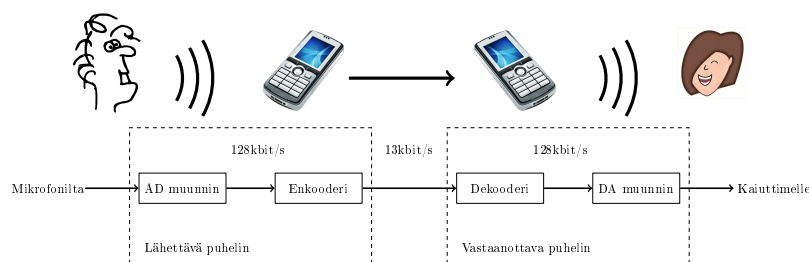 128kbit/s 13kbit/s 128kbit/s
Mikrofonilta AD muunnin Enkooderi Dekooderi DA muunnin Kaiuttimelle
Lähettävä puhelin Vastaanottava puhelin